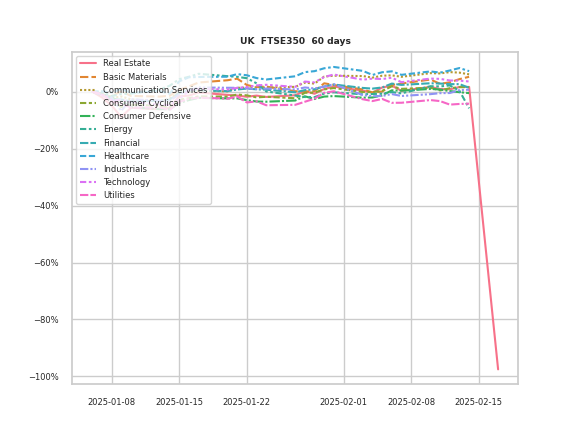 UK  FTSE350  60 days
Real Estate
Basic Materials
Communication Services
Consumer Cyclical
Consumer Defensive
Energy
Financial
Healthcare
Industrials
Technology
Utilities
0%
−20%
−40%
−60%
−80%
−100%
2025-01-08 2025-01-15 2025-01-22 2025-02-01 2025-02-08 2025-02-15